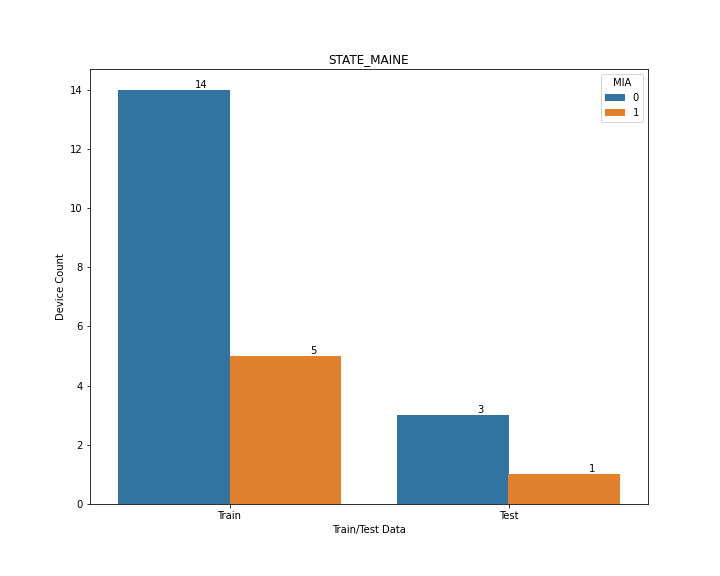 STATE_MAINE
MIA
0
1
14
5
3
1
14
12
10
8
6
4
2
0
Device Count
Train
Test
Train/Test Data